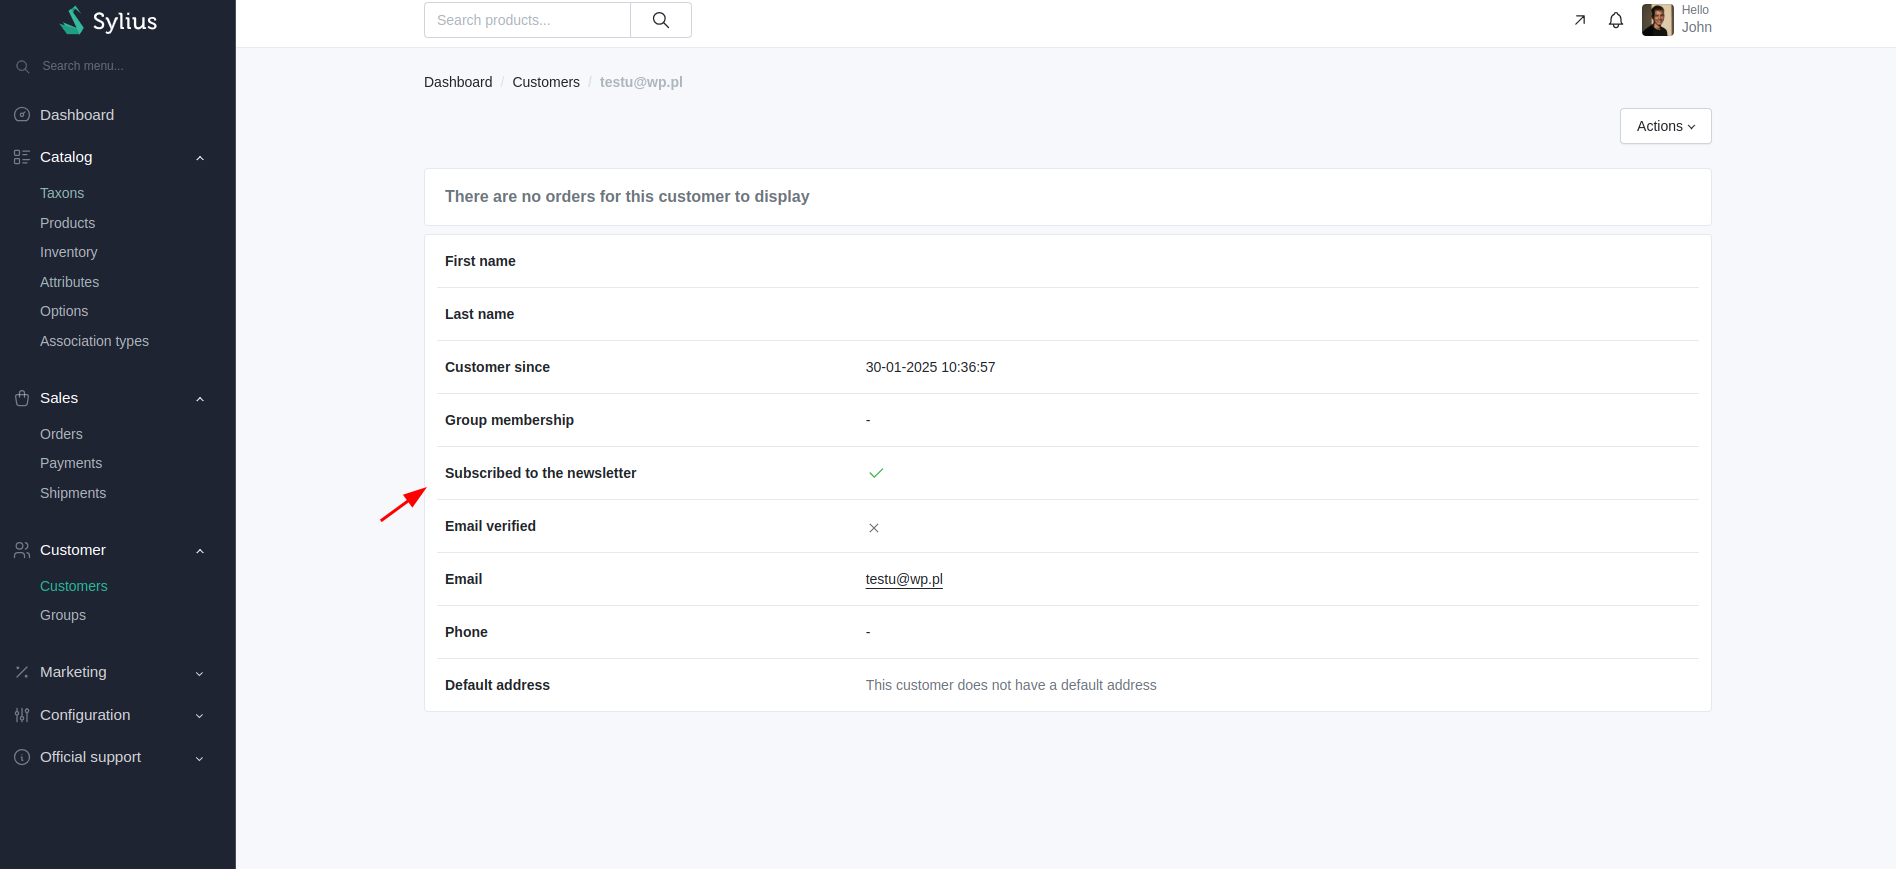 Sylius
Search products...
Hello
John
Search menu...
Dashboard / Customers / testu@wp.pl
Dashboard
Actions
Catalog
Taxons
Products
Inventory
Attributes
Options
Association types
Sales
Orders
Payments
Shipments
Customer
Customers
Groups
Marketing
Configuration
Official support
There are no orders for this customer to display
First name
Last name
Customer since 30-01-2025 10:36:57
Group membership -
Subscribed to the newsletter
Email verified
Email testu@wp.pl
Phone -
Default address This customer does not have a default address